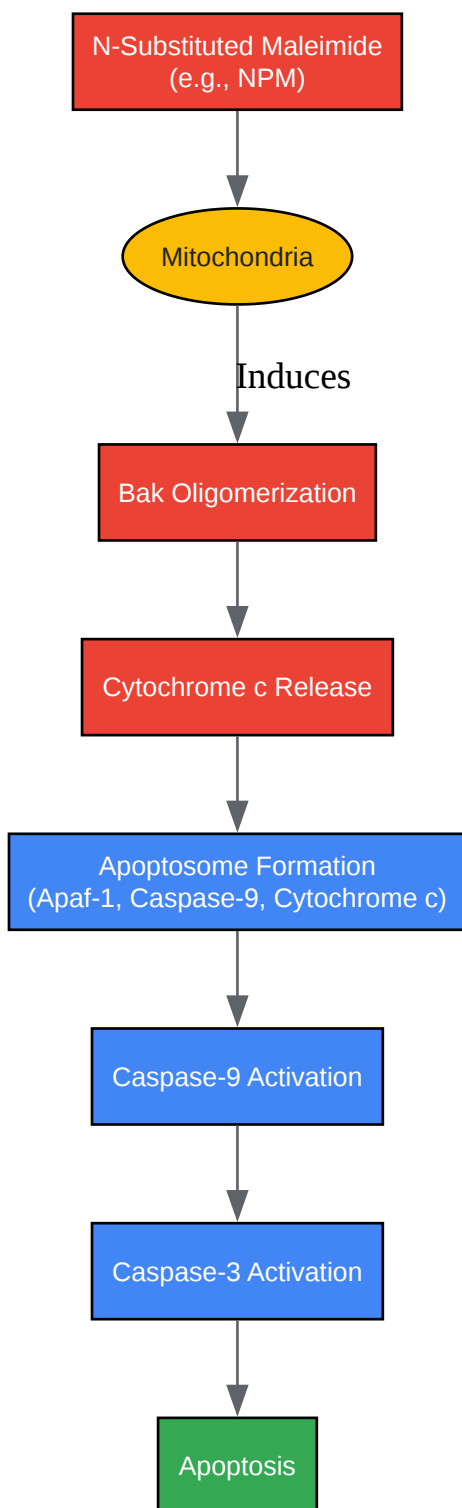 N-Substituted Maleimide
(e.g., NPM)
Mitochondria
Induces
Bak Oligomerization
Cytochrome c Release
Apoptosome Formation
(Apaf-1, Caspase-9, Cytochrome c)
Caspase-9 Activation
Caspase-3 Activation
Apoptosis